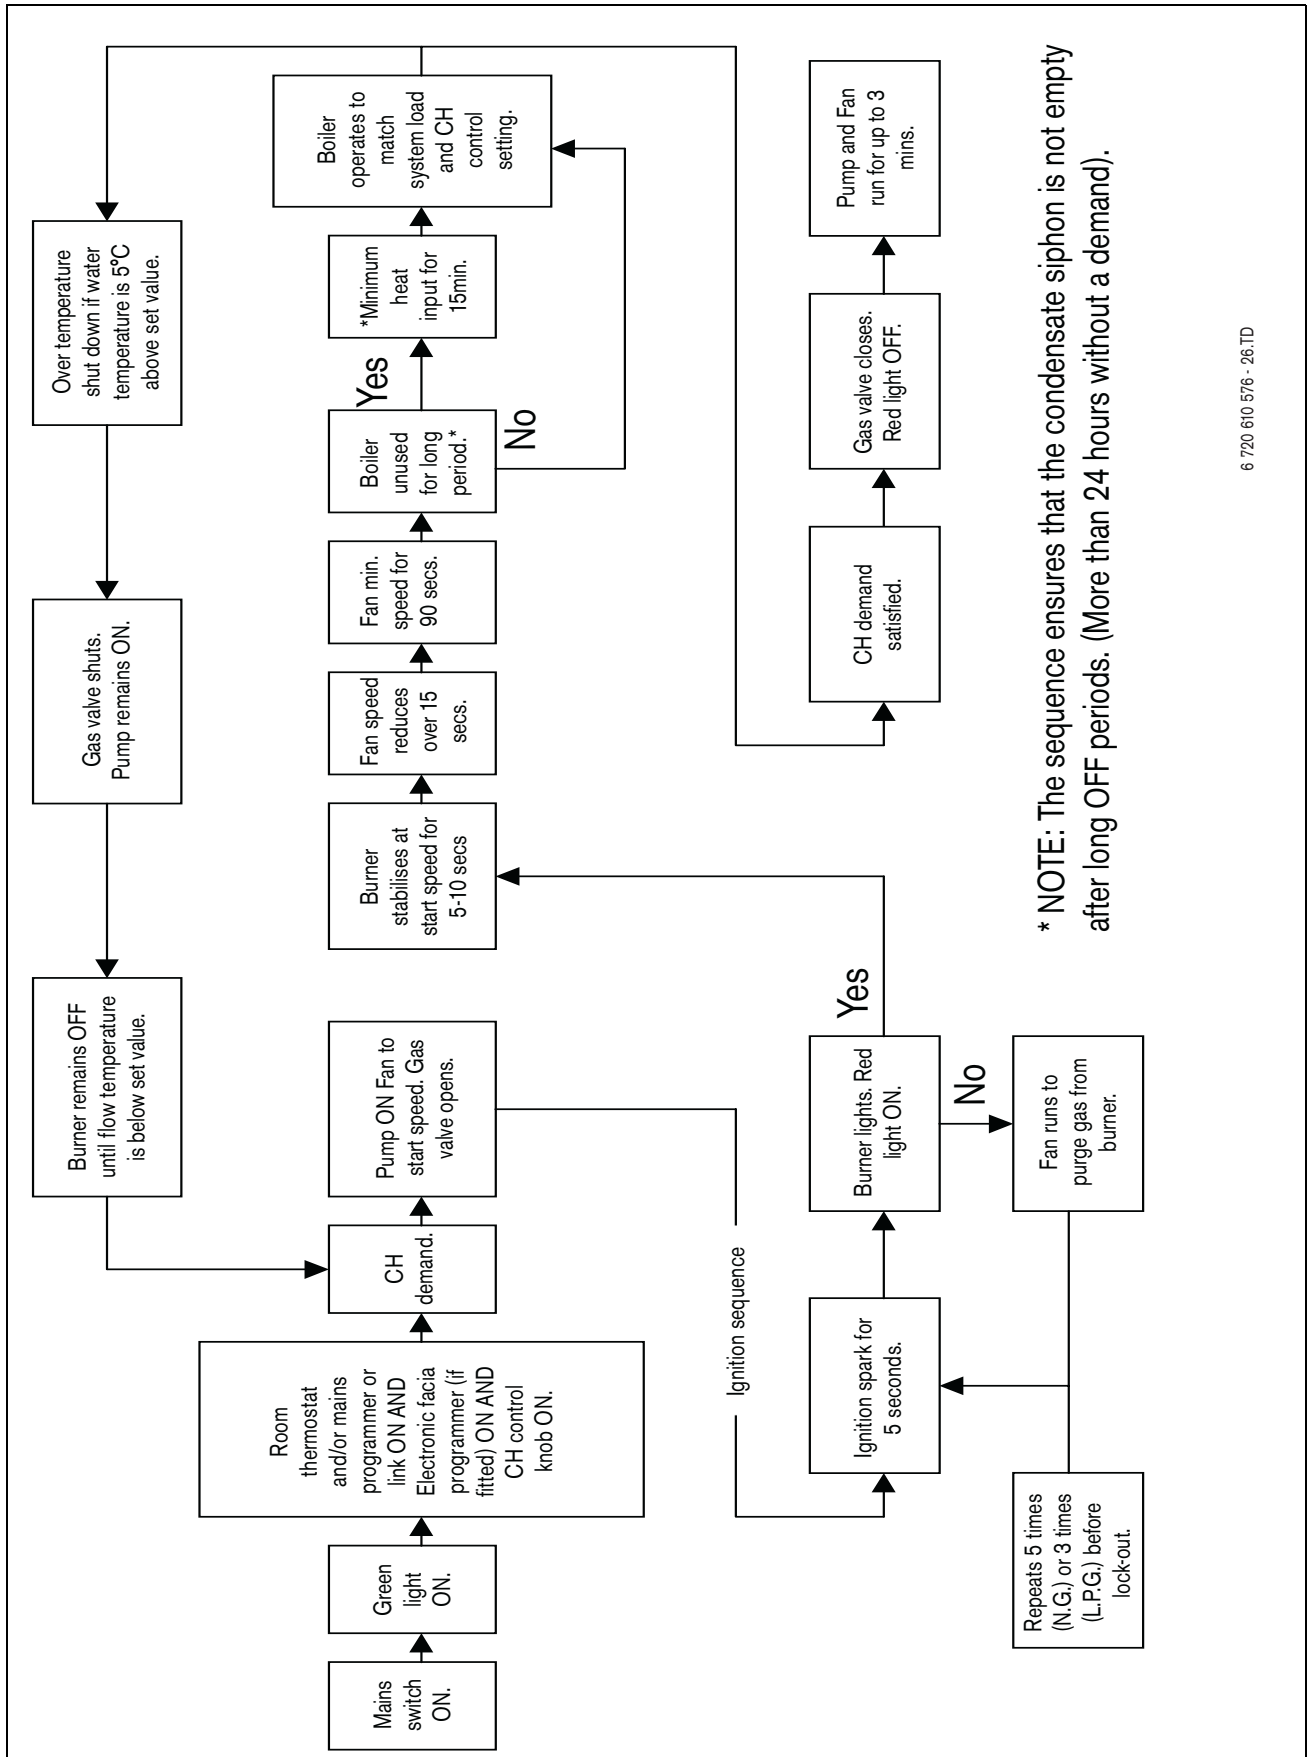 Over temperature
shut down if water
temperature is 5ºC
above set value.
Gas valve shuts.
Pump remains ON.
Burner remains OFF
until flow temperature
is below set value.
Mains
switch
ON.
Green
light
ON.
Room
thermostat
and/or mains
programmer or
link ON AND
Electronic facia
programmer (if
fitted) ON AND
CH control
knob ON.
CH
demand.
Pump ON Fan to
start speed. Gas
valve opens.
Ignition sequence
Ignition spark for
5 seconds.
Burner lights. Red
light ON.
Yes
No
Fan runs to
purge gas from
burner.
Repeats 5 times
(N.G.) or 3 times
(L.P.G.) before
lock-out.
Burner
stabilises at
start speed for
5-10 secs
Fan speed
reduces
over 15
secs.
Fan min.
speed for
90 secs.
Boiler
unused
for long
period.*
Yes
No
*Minimum
heat
input for
15min.
Boiler
operates to
match
system load
and CH
control
setting.
CH demand
satisfied.
Gas valve closes.
Red light OFF.
Pump and Fan
run for up to 3
mins.
* NOTE: The sequence ensures that the condensate siphon is not empty
after long OFF periods. (More than 24 hours without a demand).
6 720 610 576 - 26.TD